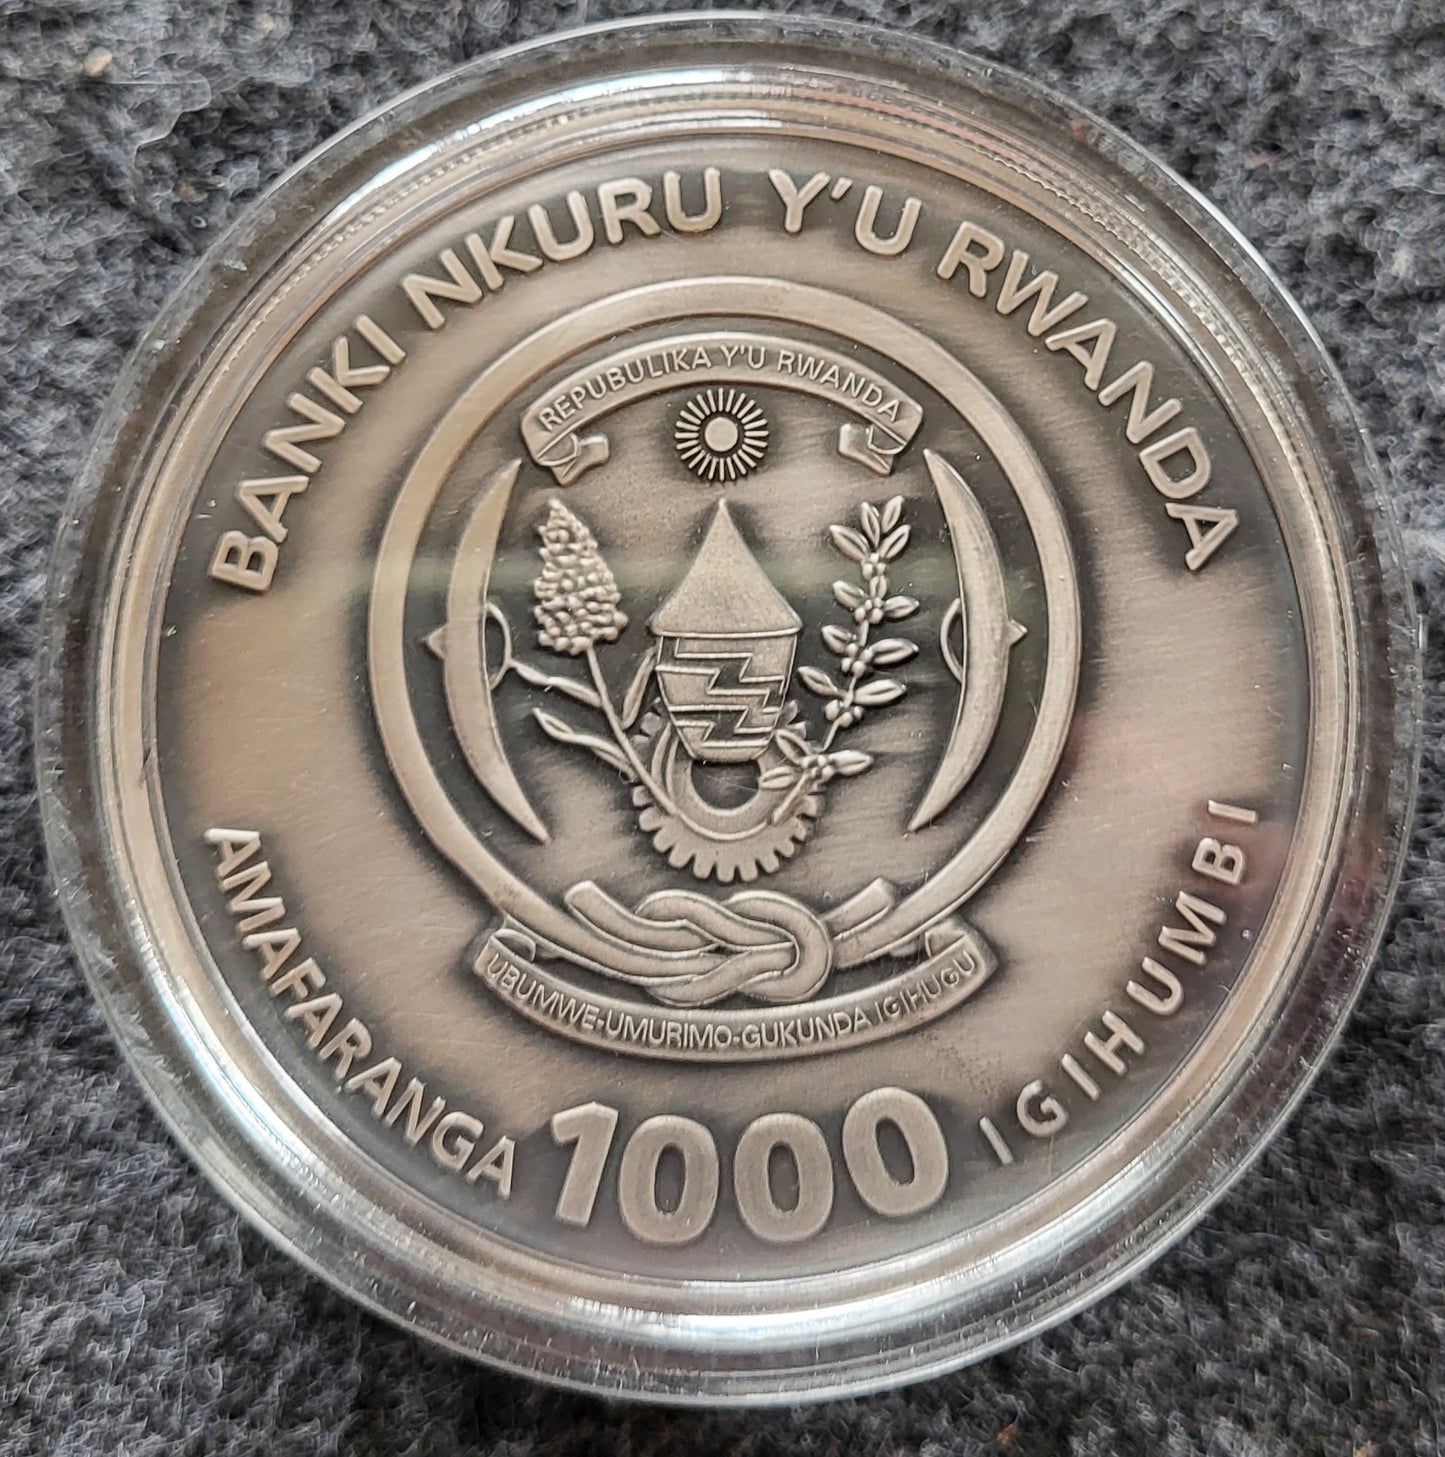 BANKI NKURU Y'U RWANDA
REPUBULIKA Y'U RWANDA
UBUMWE-UMURIMO-GUKUNDA IGIHUGU
AMAFARANGA 1000 IGIHUMBI